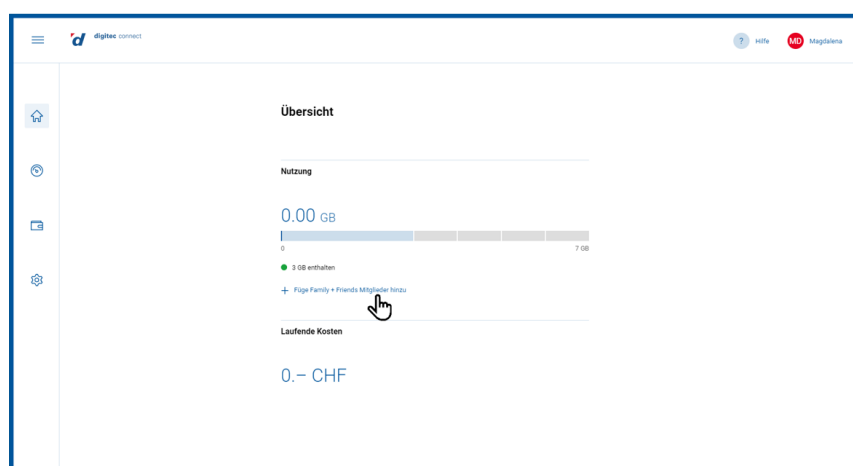 digitec connect
? Hilfe MD Magdalena
Übersicht
Nutzung
0.00 GB
0 7 GB
3 GB enthalten
+ Füge Family + Friends Mitglieder hinzu
Laufende Kosten
0.– CHF